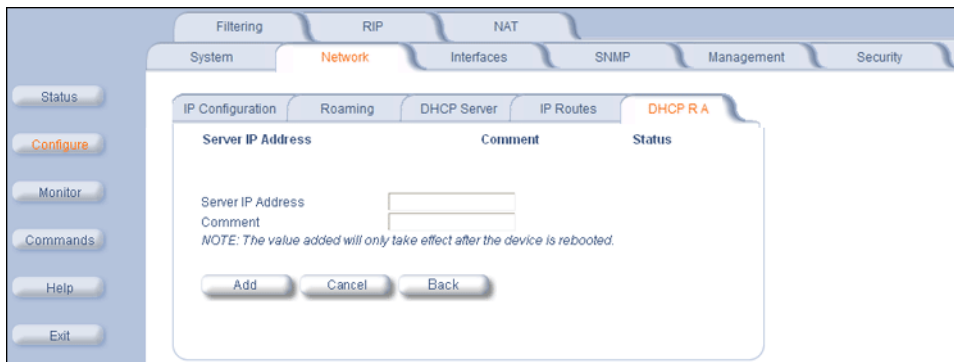 Filtering RIP NAT
System Network Interfaces SNMP Management Security
Status
Configure
Monitor
Commands
Help
Exit
IP Configuration Roaming DHCP Server IP Routes DHCP R A
Server IP Address Comment Status
Server IP Address
Comment
NOTE: The value added will only take effect after the device is rebooted.
Add Cancel Back